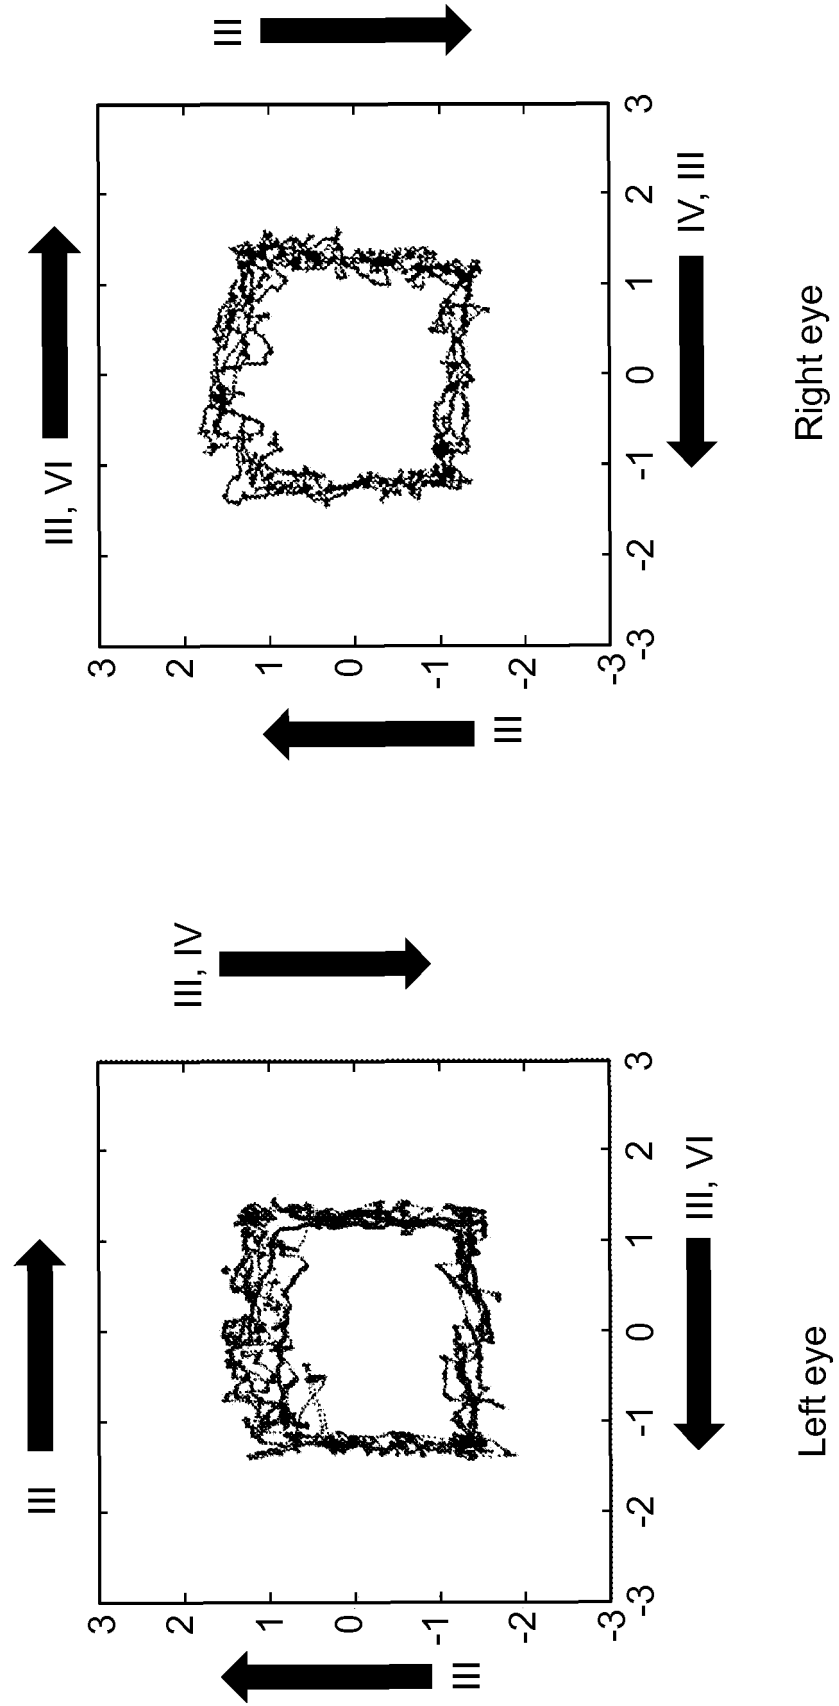 III
III, IV
3
2
1
0
-1
III
-2
-3
-3 -2 -1 0 1 2 3
III, VI
Left eye
III, VI
III
3
2
1
0
-1
III
-2
-3
-3 -2 -1 0 1 2 3
IV, III
Right eye